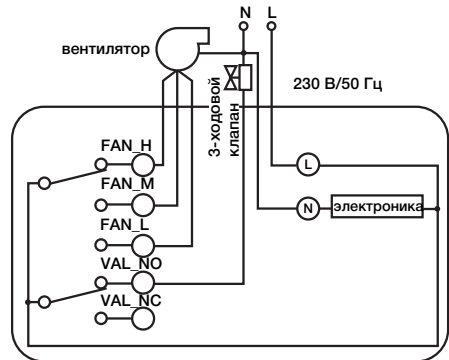 N L
вентилятор
230 В/50 Гц
3-ходовой
клапан
FAN_H
L
FAN_M
N
электроника
FAN_L
VAL_NO
VAL_NC